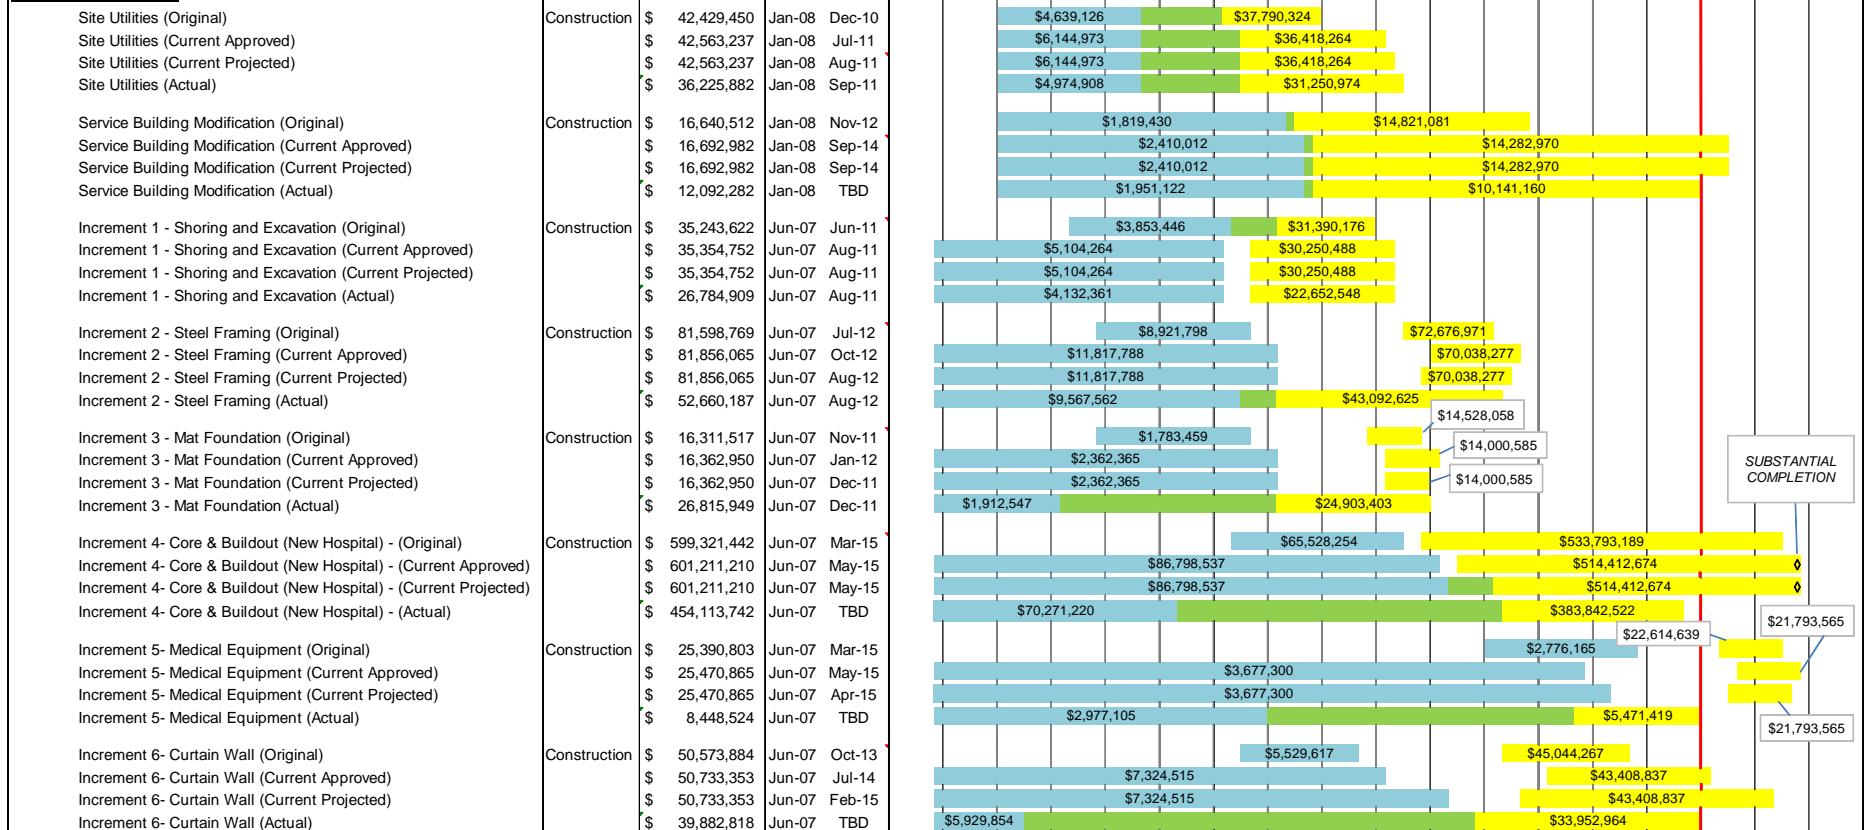 Site Utilities (Original) Construction $ 42,429,450 Jan-08 Dec-10 $4,639,126 $37,790,324
Site Utilities (Current Approved) $ 42,563,237 Jan-08 Jul-11 $6,144,973 $36,418,264
Site Utilities (Current Projected) $ 42,563,237 Jan-08 Aug-11 $6,144,973 $36,418,264
Site Utilities (Actual) $ 36,225,882 Jan-08 Sep-11 $4,974,908 $31,250,974
Service Building Modification (Original) Construction $ 16,640,512 Jan-08 Nov-12 $1,819,430 $14,821,081
Service Building Modification (Current Approved) $ 16,692,982 Jan-08 Sep-14 $2,410,012 $14,282,970
Service Building Modification (Current Projected) $ 16,692,982 Jan-08 Sep-14 $2,410,012 $14,282,970
Service Building Modification (Actual) $ 12,092,282 Jan-08 TBD $1,951,122 $10,141,160
Increment 1 - Shoring and Excavation (Original) Construction $ 35,243,622 Jun-07 Jun-11 $3,853,446 $31,390,176
Increment 1 - Shoring and Excavation (Current Approved) $ 35,354,752 Jun-07 Aug-11 $5,104,264 $30,250,488
Increment 1 - Shoring and Excavation (Current Projected) $ 35,354,752 Jun-07 Aug-11 $5,104,264 $30,250,488
Increment 1 - Shoring and Excavation (Actual) $ 26,784,909 Jun-07 Aug-11 $4,132,361 $22,652,548
Increment 2 - Steel Framing (Original) Construction $ 81,598,769 Jun-07 Jul-12 $8,921,798 $72,676,971
Increment 2 - Steel Framing (Current Approved) $ 81,856,065 Jun-07 Oct-12 $11,817,788 $70,038,277
Increment 2 - Steel Framing (Current Projected) $ 81,856,065 Jun-07 Aug-12 $11,817,788 $70,038,277
Increment 2 - Steel Framing (Actual) $ 52,660,187 Jun-07 Aug-12 $9,567,562 $43,092,625
$14,528,058
Increment 3 - Mat Foundation (Original) Construction $ 16,311,517 Jun-07 Nov-11 $1,783,459
$14,000,585
Increment 3 - Mat Foundation (Current Approved) $ 16,362,950 Jun-07 Jan-12 $2,362,365
SUBSTANTIAL
COMPLETION
Increment 3 - Mat Foundation (Current Projected) $ 16,362,950 Jun-07 Dec-11 $2,362,365 $14,000,585
Increment 3 - Mat Foundation (Actual) $ 26,815,949 Jun-07 Dec-11 $1,912,547 $24,903,403
Increment 4- Core & Buildout (New Hospital) - (Original) Construction $ 599,321,442 Jun-07 Mar-15 $65,528,254 $533,793,189
Increment 4- Core & Buildout (New Hospital) - (Current Approved) $ 601,211,210 Jun-07 May-15 $86,798,537 $514,412,674
Increment 4- Core & Buildout (New Hospital) - (Current Projected) $ 601,211,210 Jun-07 May-15 $86,798,537 $514,412,674
Increment 4- Core & Buildout (New Hospital) - (Actual) $ 454,113,742 Jun-07 TBD $70,271,220 $383,842,522
$21,793,565
$22,614,639
Increment 5- Medical Equipment (Original) Construction $ 25,390,803 Jun-07 Mar-15 $2,776,165
Increment 5- Medical Equipment (Current Approved) $ 25,470,865 Jun-07 May-15 $3,677,300
Increment 5- Medical Equipment (Current Projected) $ 25,470,865 Jun-07 Apr-15 $3,677,300
Increment 5- Medical Equipment (Actual) $ 8,448,524 Jun-07 TBD $2,977,105 $5,471,419
$21,793,565
Increment 6- Curtain Wall (Original) Construction $ 50,573,884 Jun-07 Oct-13 $5,529,617 $45,044,267
Increment 6- Curtain Wall (Current Approved) $ 50,733,353 Jun-07 Jul-14 $7,324,515 $43,408,837
Increment 6- Curtain Wall (Current Projected) $ 50,733,353 Jun-07 Feb-15 $7,324,515 $43,408,837
Increment 6- Curtain Wall (Actual) $ 39,882,818 Jun-07 TBD $5,929,854 $33,952,964